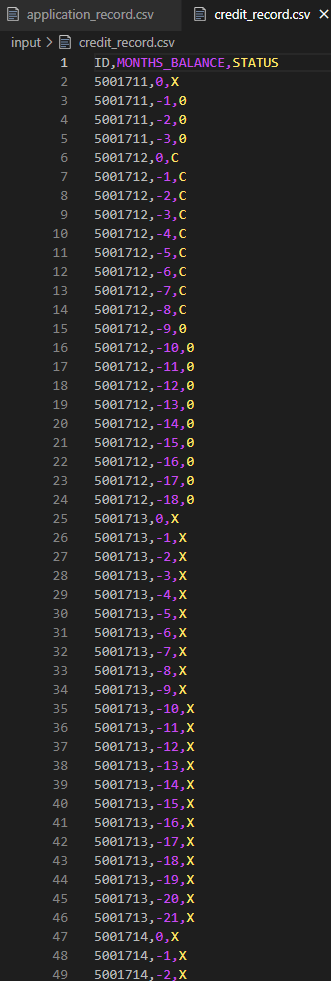 application_record.csv credit_record.csv
input > credit_record.csv
1 ID,MONTHS_BALANCE,STATUS
2 5001711,0,X
3 5001711,-1,0
4 5001711,-2,0
5 5001711,-3,0
6 5001712,0,C
7 5001712,-1,C
8 5001712,-2,C
9 5001712,-3,C
10 5001712,-4,C
11 5001712,-5,C
12 5001712,-6,C
13 5001712,-7,C
14 5001712,-8,C
15 5001712,-9,0
16 5001712,-10,0
17 5001712,-11,0
18 5001712,-12,0
19 5001712,-13,0
20 5001712,-14,0
21 5001712,-15,0
22 5001712,-16,0
23 5001712,-17,0
24 5001712,-18,0
25 5001713,0,X
26 5001713,-1,X
27 5001713,-2,X
28 5001713,-3,X
29 5001713,-4,X
30 5001713,-5,X
31 5001713,-6,X
32 5001713,-7,X
33 5001713,-8,X
34 5001713,-9,X
35 5001713,-10,X
36 5001713,-11,X
37 5001713,-12,X
38 5001713,-13,X
39 5001713,-14,X
40 5001713,-15,X
41 5001713,-16,X
42 5001713,-17,X
43 5001713,-18,X
44 5001713,-19,X
45 5001713,-20,X
46 5001713,-21,X
47 5001714,0,X
48 5001714,-1,X
49 5001714,-2,X